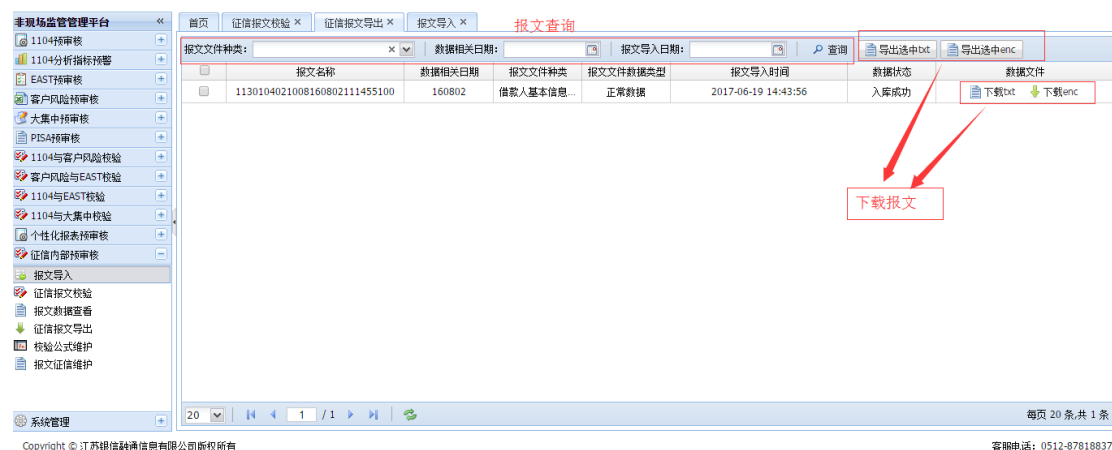 非现场监管管理平台 «
首页 征信报文校验 × 征信报文导出 × 报文导入 ×
报文查询
报文文件种类: × 数据相关日期: 报文导入日期: 查询 导出选中txt 导出选中enc
报文名称 数据相关日期 报文文件种类 报文文件数据类型 报文导入时间 数据状态 数据文件
1130104021008160802111455100 160802 借款人基本信息... 正常数据 2017-06-19 14:43:56 入库成功 下载txt 下载enc
下载报文
1104预审核
1104分析指标预警
EAST预审核
客户风险预审核
大集中预审核
PISA预审核
1104与客户风险校验
客户风险与EAST校验
1104与EAST校验
1104与大集中校验
个性化报表预审核
征信内部预审核
报文导入
征信报文校验
报文数据查看
征信报文导出
校验公式维护
报文征信维护
系统管理
20 1 / 1 每页 20 条,共 1 条
Copyright © 江苏银信融通信息有限公司版权所有 客服电话: 0512-87818837